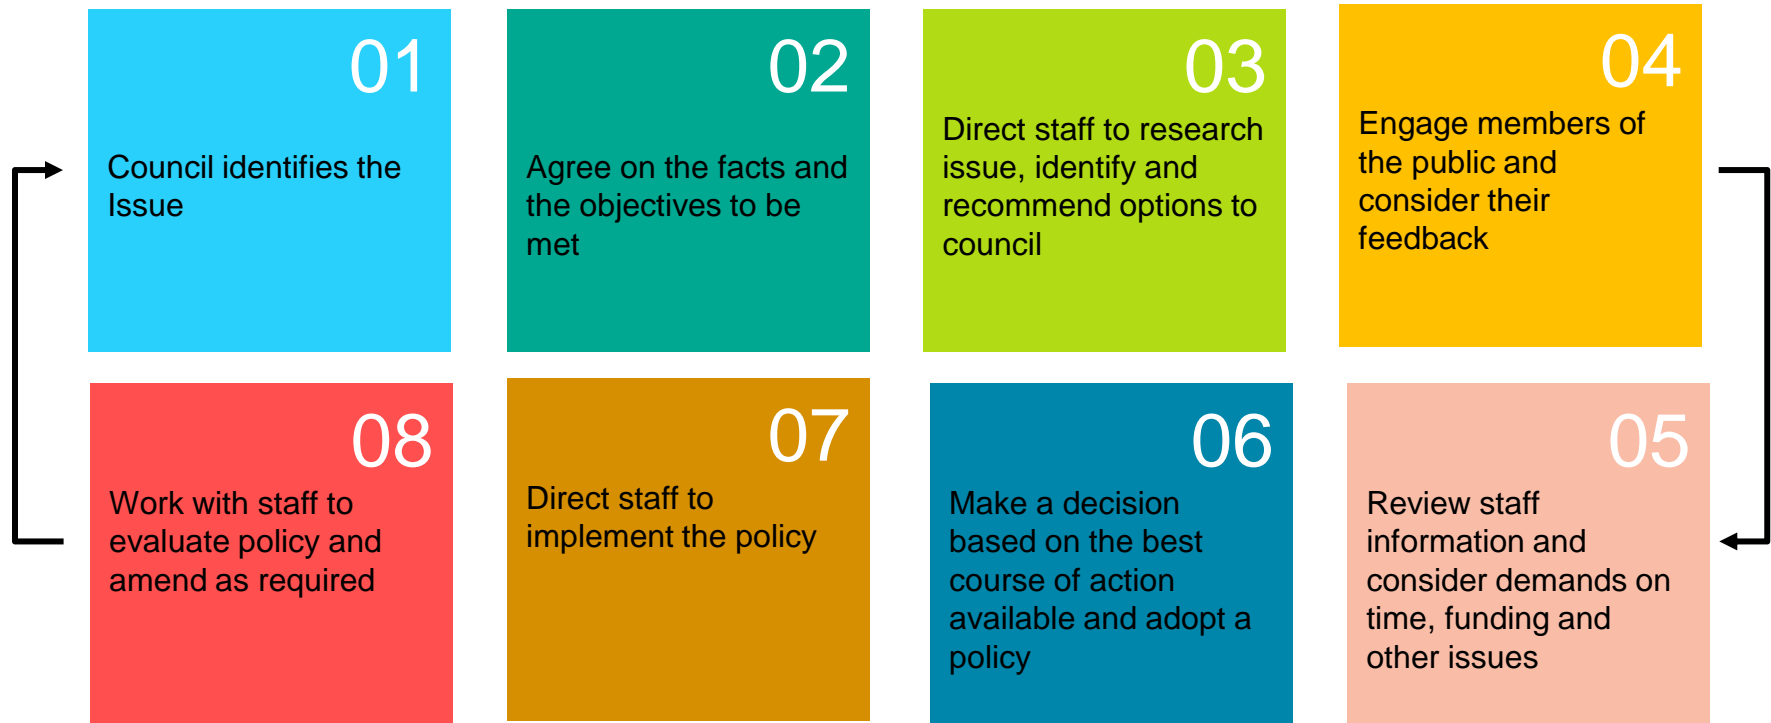 01
Council identifies the
Issue
02
Agree on the facts and
the objectives to be
met
03
Direct staff to research
issue, identify and
recommend options to
council
04
Engage members of
the public and
consider their
feedback
05
Review staff
information and
consider demands on
time, funding and
other issues
06
Make a decision
based on the best
course of action
available and adopt a
policy
07
Direct staff to
implement the policy
08
Work with staff to
evaluate policy and
amend as required